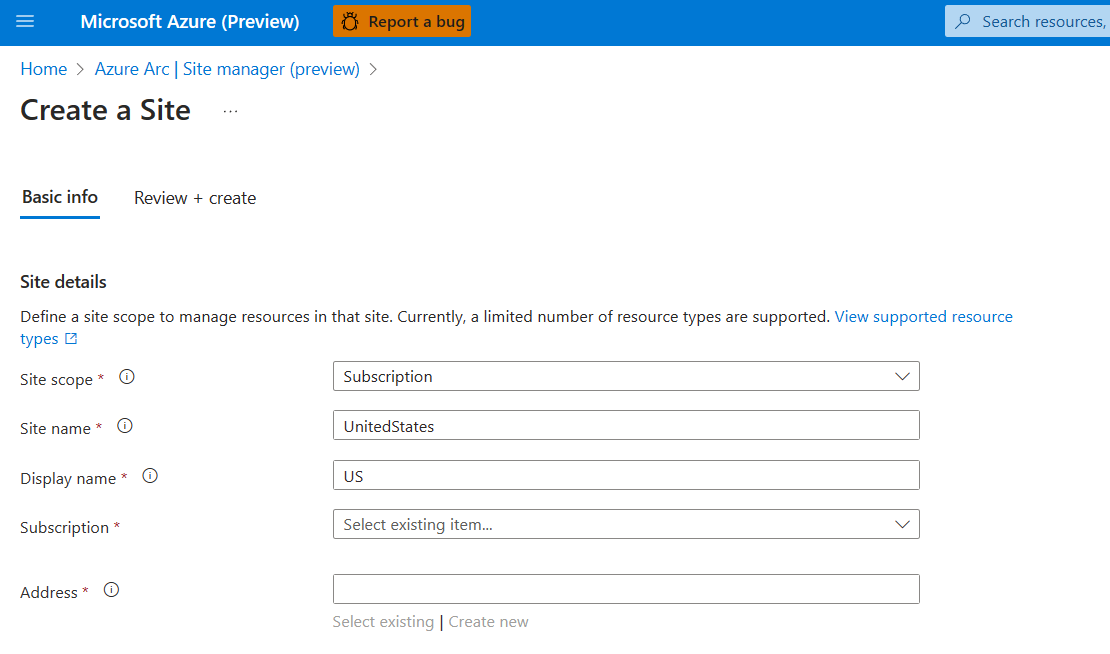 Microsoft Azure (Preview) Report a bug Search resources,
Home > Azure Arc | Site manager (preview) >
Create a Site ...
Basic info Review + create
Site details
Define a site scope to manage resources in that site. Currently, a limited number of resource types are supported. View supported resource
types
Site scope * Subscription
Site name * UnitedStates
Display name * US
Subscription * Select existing item...
Address *
Select existing | Create new